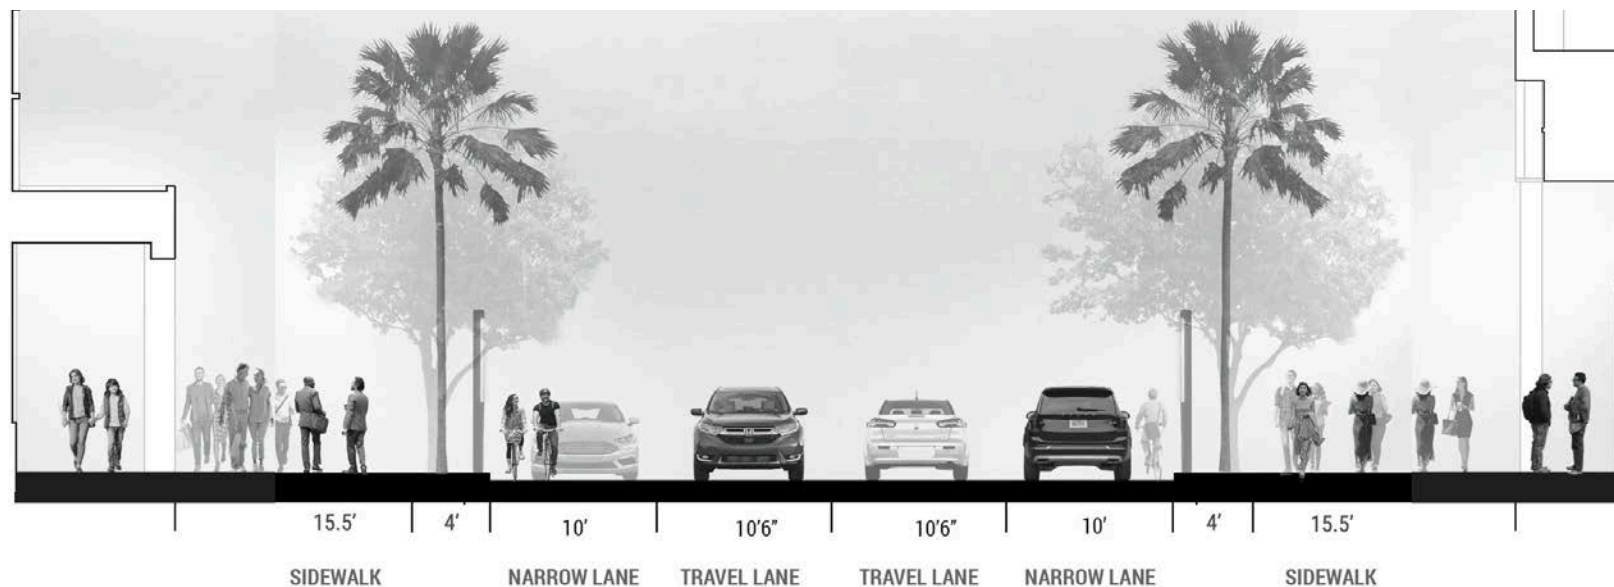 15.5’ 4’ 10’ 10’6” 10’6” 10’ 4’ 15.5’
SIDEWALK NARROW LANE TRAVEL LANE TRAVEL LANE NARROW LANE SIDEWALK